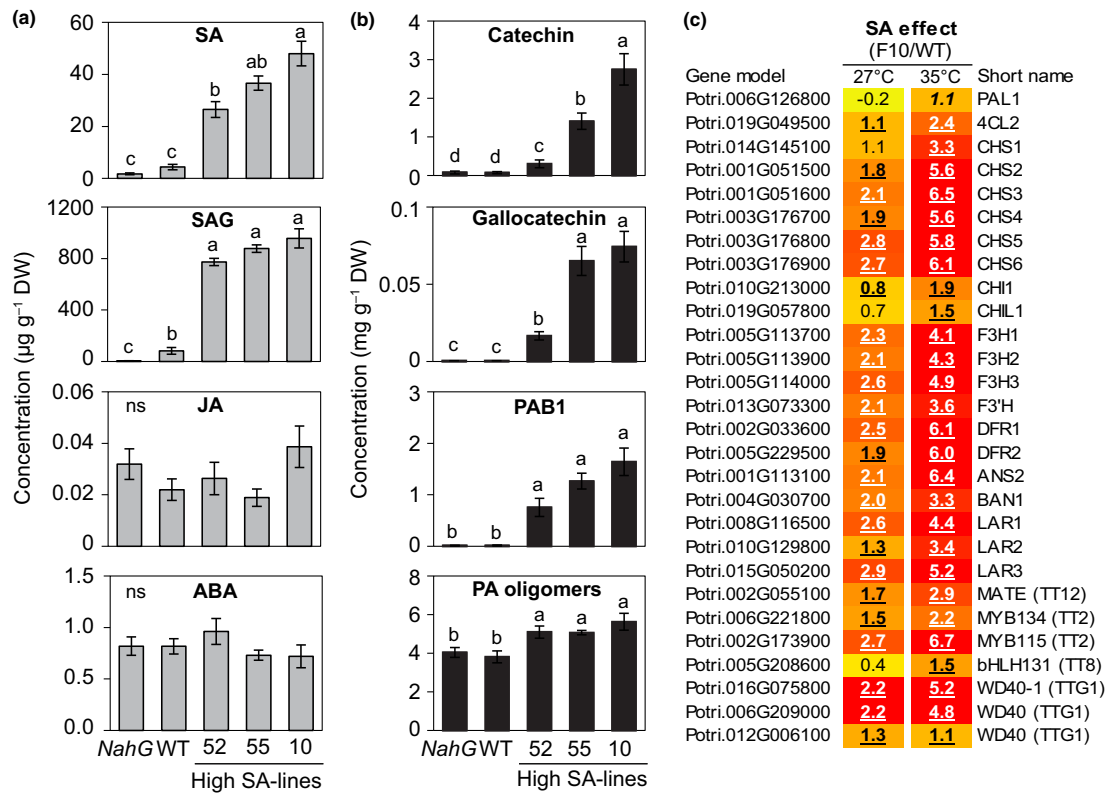 (a)
Concentration (µg g⁻¹ DW)
SA
60
40
20
0
c
c
b
ab
a
SAG
1200
800
400
0
c
b
a
a
a
JA
ns
0.06
0.04
0.02
0
ABA
ns
1.5
1.0
0.5
0.0
NahG WT 52 55 10
High SA-lines
(b)
Concentration (mg g⁻¹ DW)
Catechin
4
3
2
1
0
d
d
c
b
a
Gallocatechin
0.1
0.05
0
c
c
b
a
a
PAB1
3
2
1
0
b
b
a
a
a
PA oligomers
8
6
4
2
0
b
b
a
a
a
NahG WT 52 55 10
High SA-lines
(c)
SA effect
(F10/WT)
Gene model 27°C 35°C Short name
Potri.006G126800 -0.2 1.1 PAL1
Potri.019G049500 1.1 2.4 4CL2
Potri.014G145100 1.1 3.3 CHS1
Potri.001G051500 1.8 5.6 CHS2
Potri.001G051600 2.1 6.5 CHS3
Potri.003G176700 1.9 5.6 CHS4
Potri.003G176800 2.8 5.8 CHS5
Potri.003G176900 2.7 6.1 CHS6
Potri.010G213000 0.8 1.9 CHI1
Potri.019G057800 0.7 1.5 CHIL1
Potri.005G113700 2.3 4.1 F3H1
Potri.005G113900 2.1 4.3 F3H2
Potri.005G114000 2.6 4.9 F3H3
Potri.013G073300 2.1 3.6 F3'H
Potri.002G033600 2.5 6.1 DFR1
Potri.005G229500 1.9 6.0 DFR2
Potri.001G113100 2.1 6.4 ANS2
Potri.004G030700 2.0 3.3 BAN1
Potri.008G116500 2.6 4.4 LAR1
Potri.010G129800 1.3 3.4 LAR2
Potri.015G050200 2.9 5.2 LAR3
Potri.002G055100 1.7 2.9 MATE (TT12)
Potri.006G221800 1.5 2.2 MYB134 (TT2)
Potri.002G173900 2.7 6.7 MYB115 (TT2)
Potri.005G208600 0.4 1.5 bHLH131 (TT8)
Potri.016G075800 2.2 5.2 WD40-1 (TTG1)
Potri.006G209000 2.2 4.8 WD40 (TTG1)
Potri.012G006100 1.3 1.1 WD40 (TTG1)